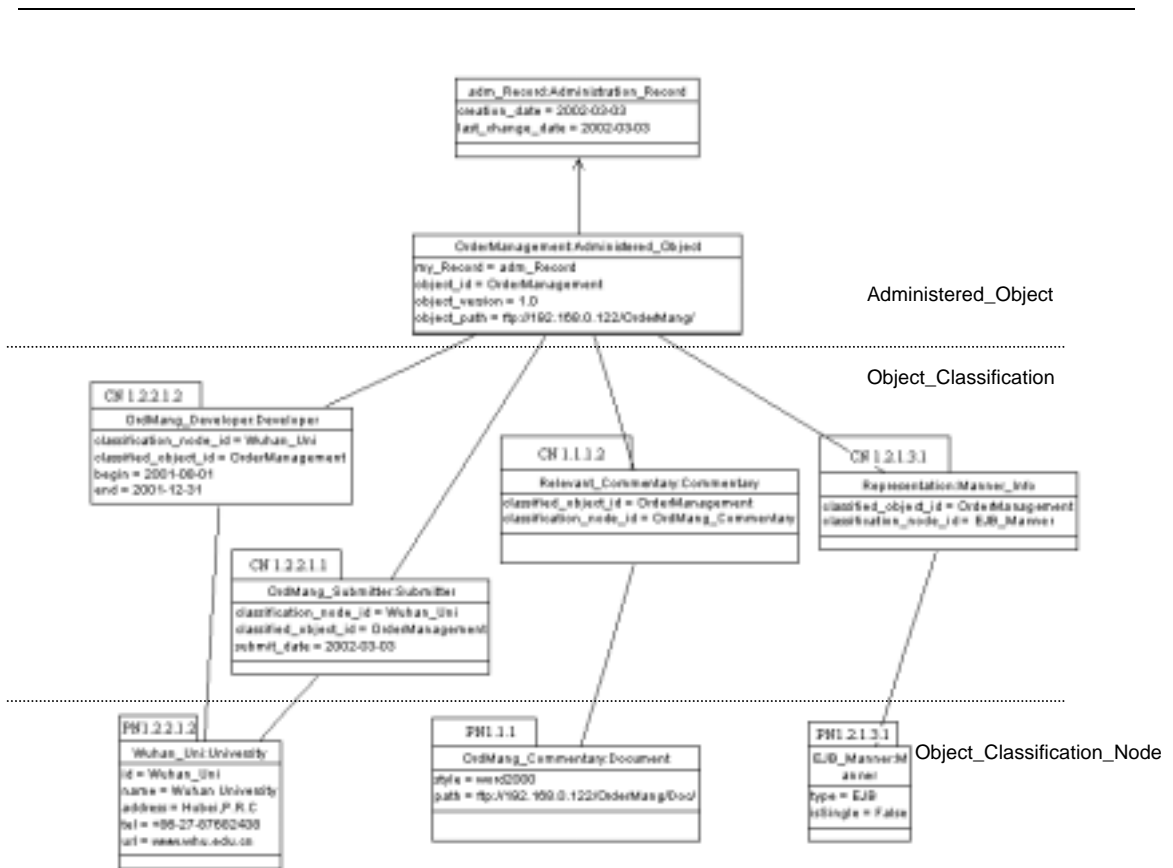 adm_Record:Administration_Record
creation_date = 2002-03-03
last_change_date = 2002-03-03
OrderManagement:Administered_Object
my_Record = adm_Record
object_id = OrderManagement
object_version = 1.0
object_path = ftp://192.168.0.122/OrderMang/
Administered_Object
Object_Classification
CN 1.2.2.1.2
OrdMang_Developer:Developer
classification_node_id = Wuhan_Uni
classified_object_id = OrderManagement
begin = 2001-08-01
end = 2001-12-31
CN 1.1.1.2
Relevant_Commentary:Commentary
classified_object_id = OrderManagement
classification_node_id = OrdMang_Commentary
CN 1.2.1.3.1
Representation:Manner_Info
classified_object_id = OrderManagement
classification_node_id = EJB_Manner
CN 1.2.2.1.1
OrdMang_Submitter:Submitter
classification_node_id = Wuhan_Uni
classified_object_id = OrderManagement
submit_date = 2002-03-03
PN1.2.2.1.2
Wuhan_Uni:University
id = Wuhan_Uni
name = Wuhan University
address = Hubei,P.R.C
tel = +86-27-87682438
url = www.whu.edu.cn
PN1.1.1
OrdMang_Commentary:Document
style = word2000
path = ftp://192.168.0.122/OrderMang/Doc/
PN1.2.1.3.1
EJB_Manner:M
anner
type = EJB
isSingle = False
Object_Classification_Node